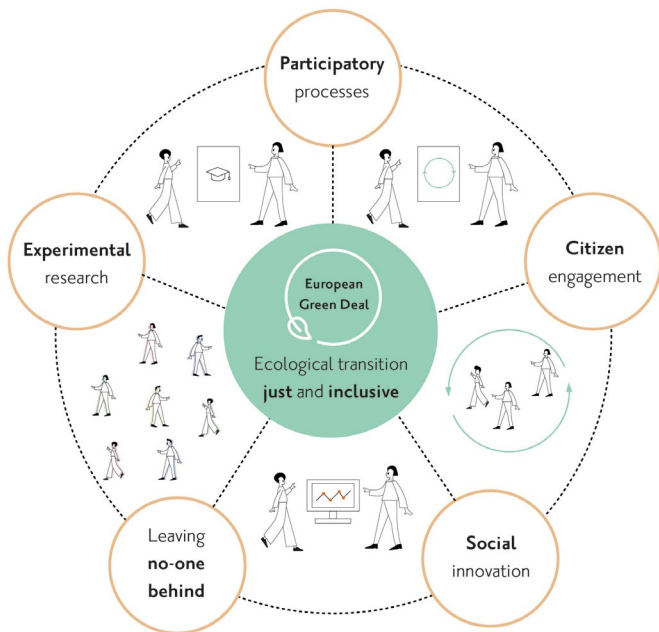 Participatory
processes
Experimental
research
Citizen
engagement
European
Green Deal
Ecological transition
just and inclusive
Leaving
no-one
behind
Social
innovation